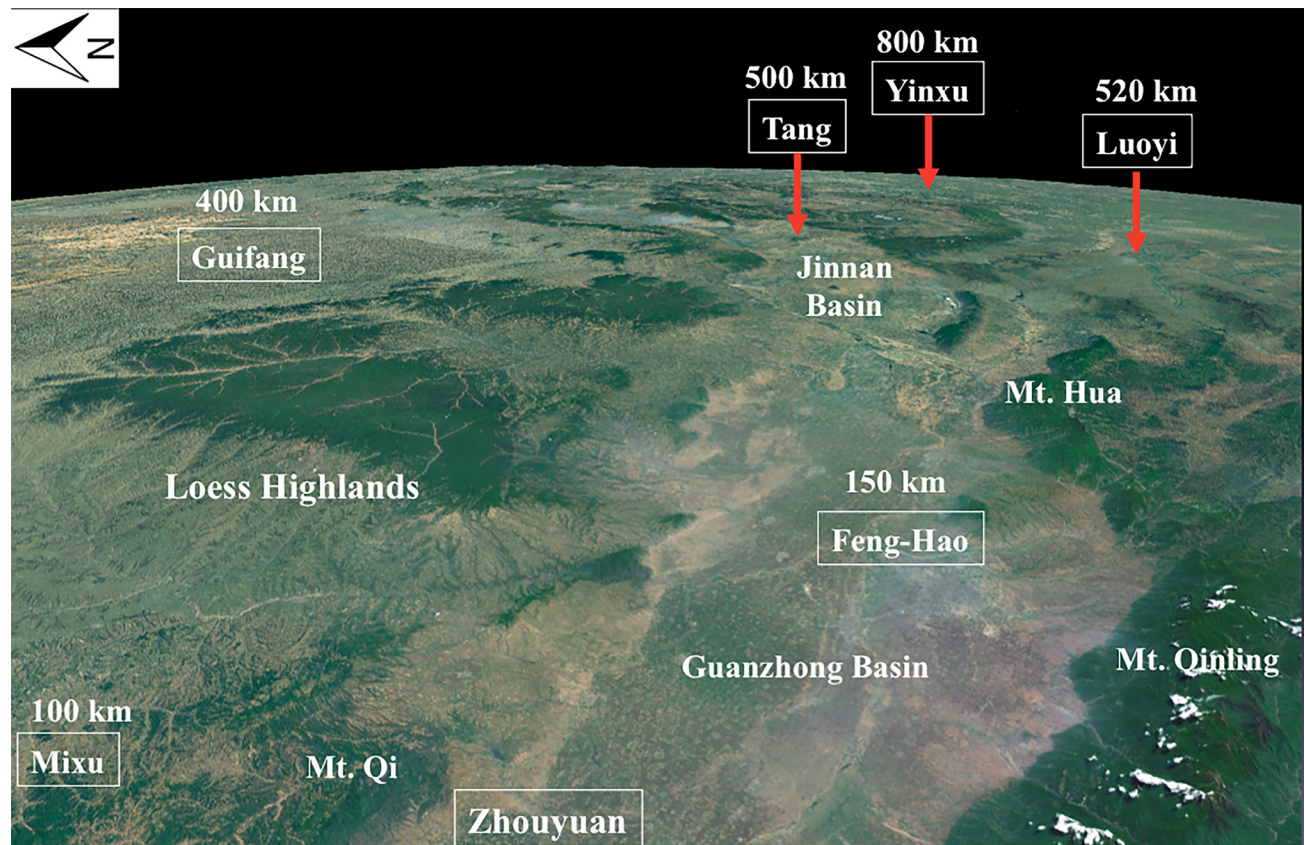 N
800 km
Yinxu
500 km
Tang
520 km
Luoyi
400 km
Guifang
Jinnan
Basin
Mt. Hua
Loess Highlands
150 km
Feng-Hao
Guanzhong Basin
Mt. Qinling
100 km
Mixu
Mt. Qi
Zhouyuan